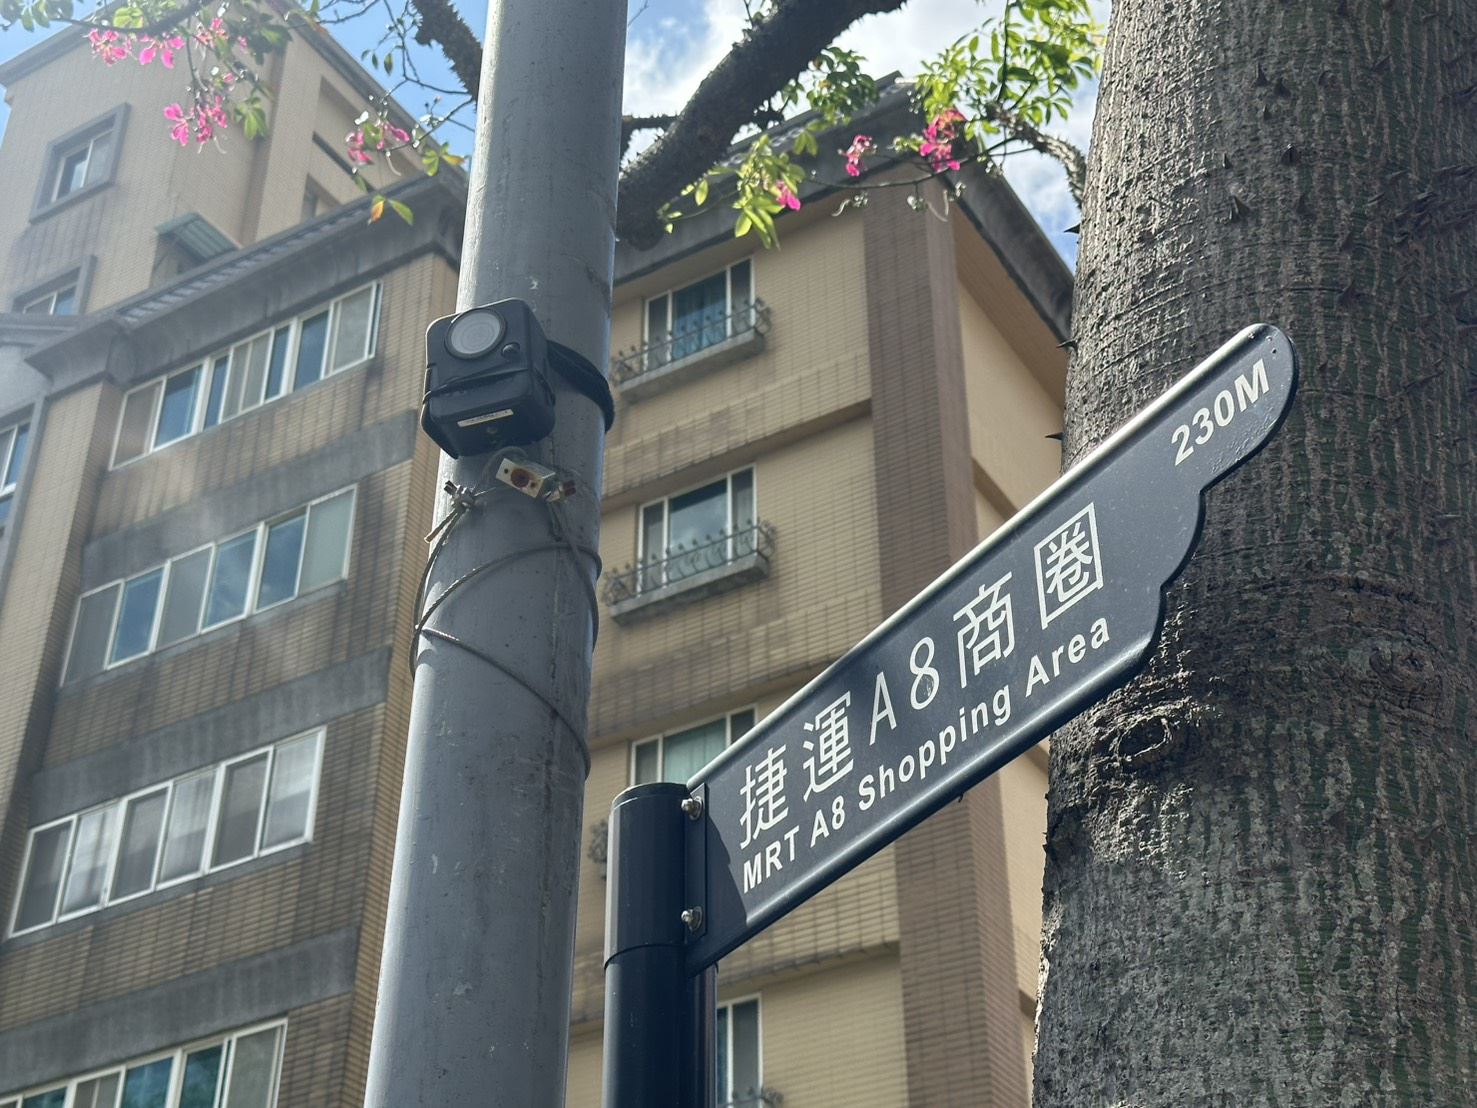 230M
捷運A8商圈
MRT A8 Shopping Area